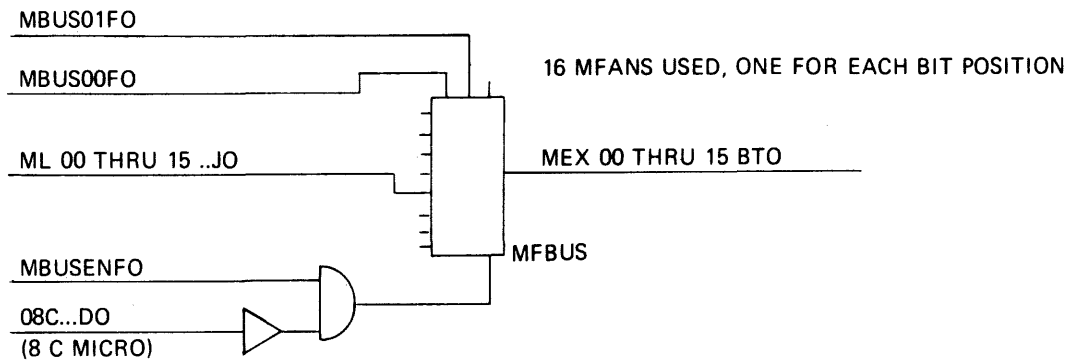 MBUS01FO
MBUS00FO
16 MFANS USED, ONE FOR EACH BIT POSITION
ML 00 THRU 15 ..JO
MEX 00 THRU 15 BTO
MFBUS
MBUSENFO
08C...DO
(8 C MICRO)